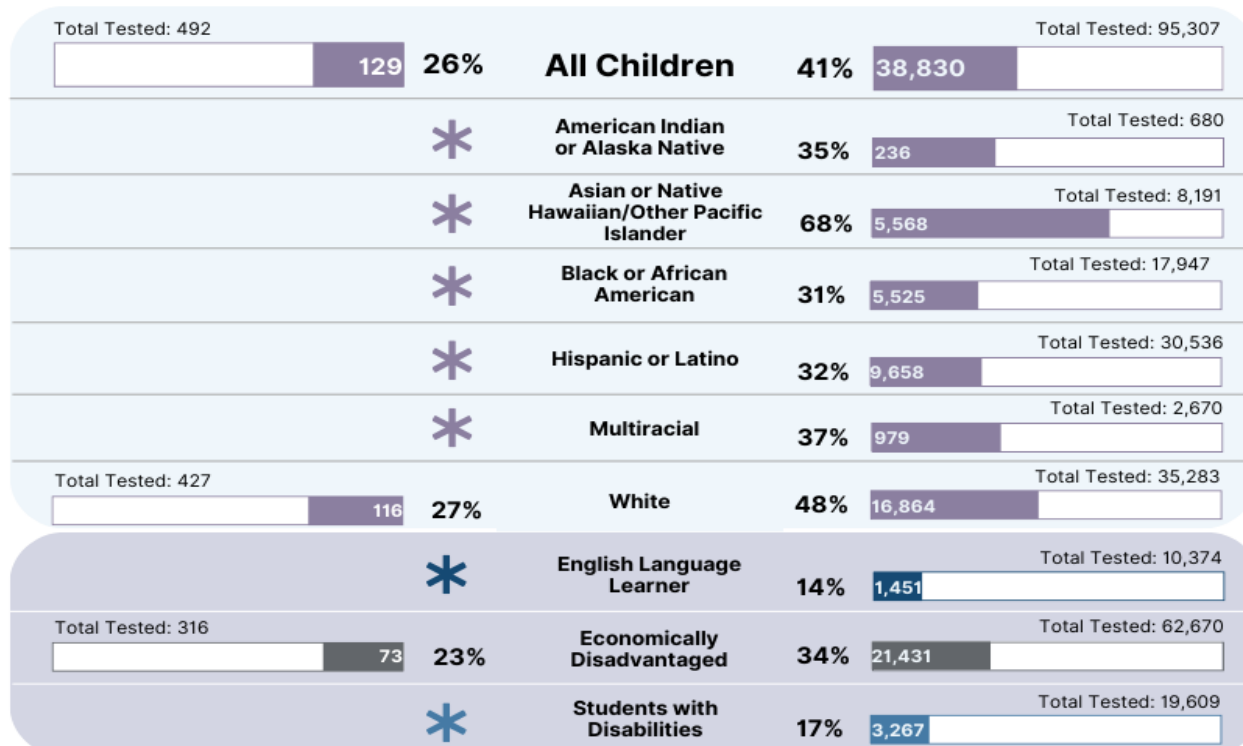 Total Tested: 492
129 26% All Children 41% 38,830
Total Tested: 95,307
American Indian
or Alaska Native
35% 236
Total Tested: 680
Asian or Native
Hawaiian/Other Pacific
Islander
68% 5,568
Total Tested: 8,191
Black or African
American
31% 5,525
Total Tested: 17,947
Hispanic or Latino
32% 9,658
Total Tested: 30,536
Multiracial
37% 979
Total Tested: 2,670
Total Tested: 427
116 27% White 48% 16,864
Total Tested: 35,283
English Language
Learner
14% 1,451
Total Tested: 10,374
Total Tested: 316
73 23%
Economically
Disadvantaged
34% 21,431
Total Tested: 62,670
Students with
Disabilities
17% 3,267
Total Tested: 19,609